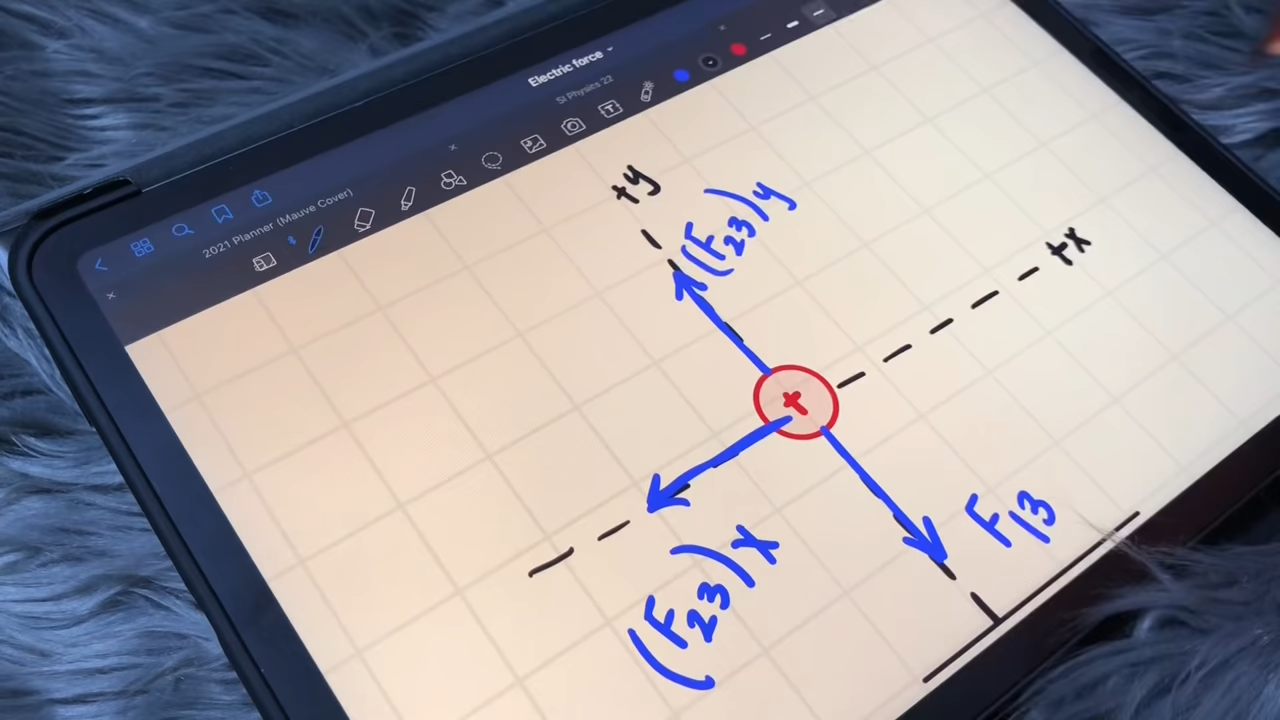 Electric force
SI Physics 22
2021 Planner (Mauve Cover)
+y
(F23)y
+x
+
F13
(F23)x